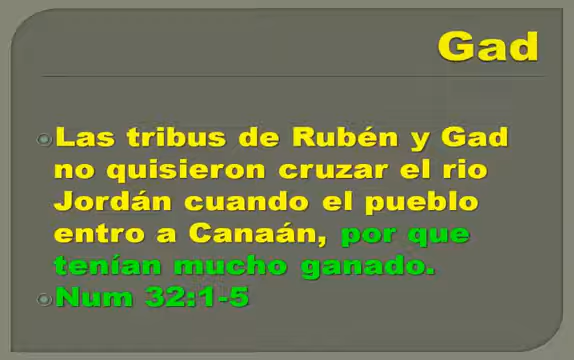 Gad
Las tribus de Rubén y Gad
no quisieron cruzar el rio
Jordán cuando el pueblo
entro a Canaán, por que
tenían mucho ganado.
Num 32:1-5